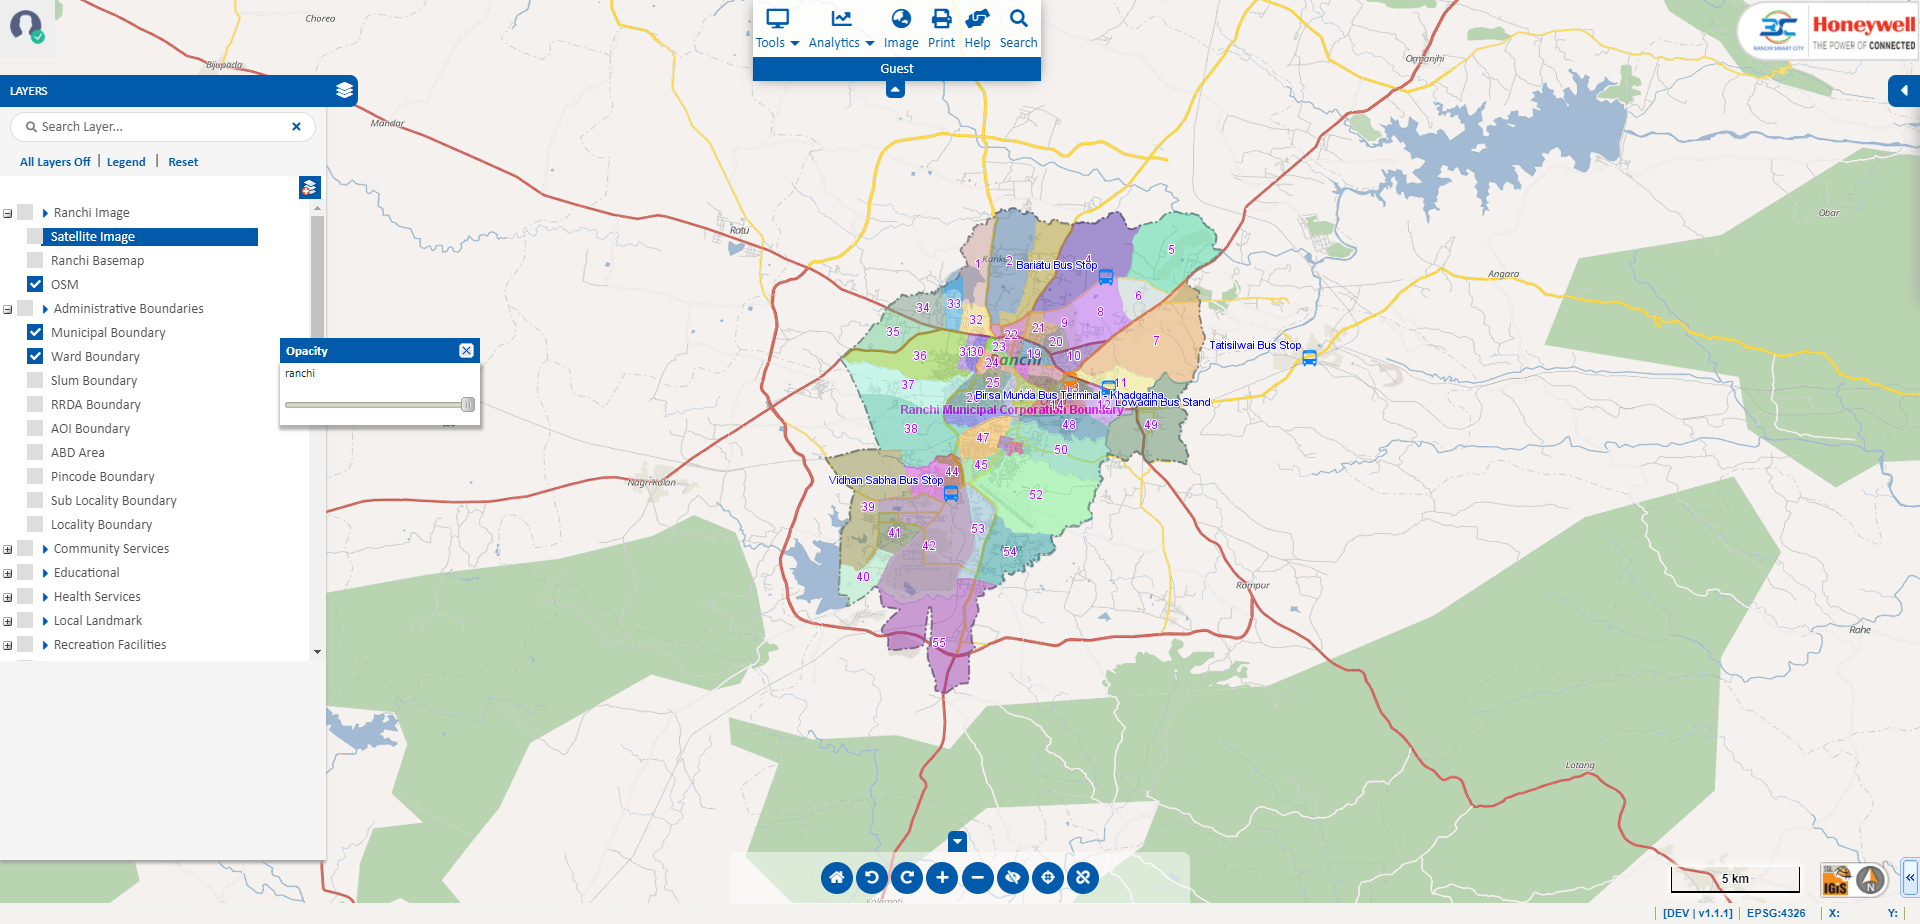 Chorea
Bijupada
Mandar
Ratu
Nagri Kalan
Ormanjhi
Obar
Angara
Rampur
Rahe
Lotang
Kalamati
Tools
Analytics
Image
Print
Help
Search
Guest
RANCHI SMART CITY
Honeywell
THE POWER OF CONNECTED
LAYERS
Search Layer...
All Layers Off | Legend | Reset
Ranchi Image
Satellite Image
Ranchi Basemap
OSM
Administrative Boundaries
Municipal Boundary
Ward Boundary
Slum Boundary
RRDA Boundary
AOI Boundary
ABD Area
Pincode Boundary
Sub Locality Boundary
Locality Boundary
Community Services
Educational
Health Services
Local Landmark
Recreation Facilities
Opacity
ranchi
1
2
4
5
Bariatu Bus Stop
6
34
33
32
35
22
21
9
8
7
36
31
30
23
20
19
10
24
Ranchi
Tatisilwai Bus Stop
37
25
11
Birsa Munda Bus Terminal - Khadgarha
14
12
Lowadih Bus Stand
Ranchi Municipal Corporation Boundary
38
48
49
47
50
45
44
Vidhan Sabha Bus Stop
52
39
41
42
53
54
40
55
5 km
IGiS
N
[DEV | v1.1.1]
EPSG:4326
X:
Y: